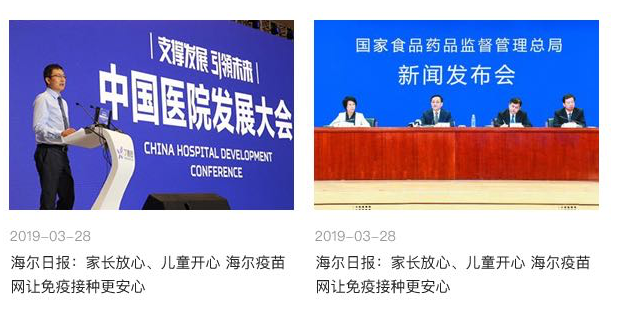 支撑发展 引领未来
中国医院发展大会
CHINA HOSPITAL DEVELOPMENT
CONFERENCE
国家食品药品监督管理总局
新闻发布会
2019-03-28
海尔日报：家长放心、儿童开心 海尔疫苗
网让免疫接种更安心
2019-03-28
海尔日报：家长放心、儿童开心 海尔疫苗
网让免疫接种更安心